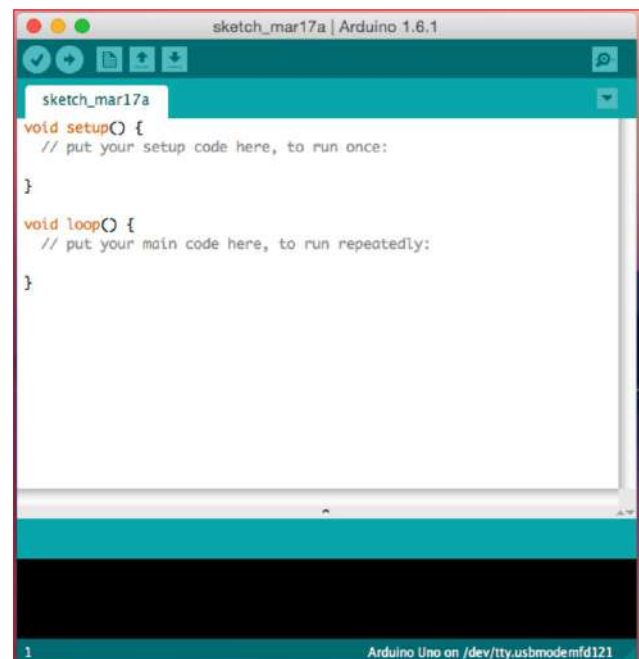 sketch_mar17a | Arduino 1.6.1
sketch_mar17a
void setup() {
  // put your setup code here, to run once:

}

void loop() {
  // put your main code here, to run repeatedly:

}
1
Arduino Uno on /dev/tty.usbmodemfd121